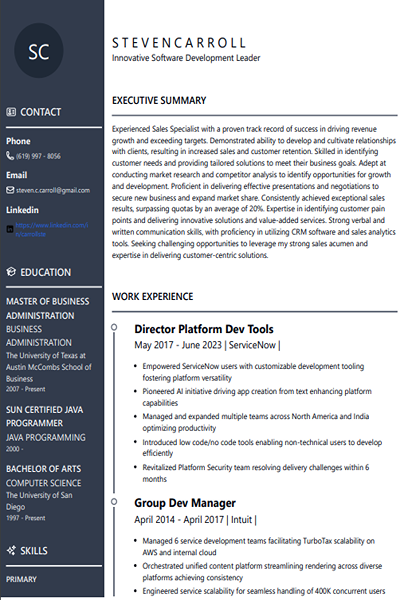 SC
CONTACT
Phone
(619) 997 - 8056
Email
steven.c.carroll@gmail.com
Linkedin
https://www.linkedin.com/i
n/carrollste
EDUCATION
MASTER OF BUSINESS
ADMINISTRATION
BUSINESS
ADMINISTRATION
The University of Texas at
Austin McCombs School of
Business
2007 - Present
SUN CERTIFIED JAVA
PROGRAMMER
JAVA PROGRAMMING
2000 -
BACHELOR OF ARTS
COMPUTER SCIENCE
The University of San
Diego
1997 - Present
SKILLS
PRIMARY
STEVENCARROLL
Innovative Software Development Leader
EXECUTIVE SUMMARY
Experienced Sales Specialist with a proven track record of success in driving revenue
growth and exceeding targets. Demonstrated ability to develop and cultivate relationships
with clients, resulting in increased sales and customer retention. Skilled in identifying
customer needs and providing tailored solutions to meet their business goals. Adept at
conducting market research and competitor analysis to identify opportunities for growth
and development. Proficient in delivering effective presentations and negotiations to
secure new business and expand market share. Consistently achieved exceptional sales
results, surpassing quotas by an average of 20%. Expertise in identifying customer pain
points and delivering innovative solutions and value-added services. Strong verbal and
written communication skills, with proficiency in utilizing CRM software and sales analytics
tools. Seeking challenging opportunities to leverage my strong sales acumen and
expertise in delivering customer-centric solutions.
WORK EXPERIENCE
Director Platform Dev Tools
May 2017 - June 2023 | ServiceNow |
• Empowered ServiceNow users with customizable development tooling
fostering platform versatility
• Pioneered AI initiative driving app creation from text enhancing platform
capabilities
• Managed and expanded multiple teams across North America and India
optimizing productivity
• Introduced low code/no code tools enabling non-technical users to develop
efficiently
• Revitalized Platform Security team resolving delivery challenges within 6
months
Group Dev Manager
April 2014 - April 2017 | Intuit |
• Managed 6 service development teams facilitating TurboTax scalability on
AWS and internal cloud
• Orchestrated unified content platform streamlining rendering across diverse
platforms achieving consistency
• Engineered service scalability for seamless handling of 400K concurrent users